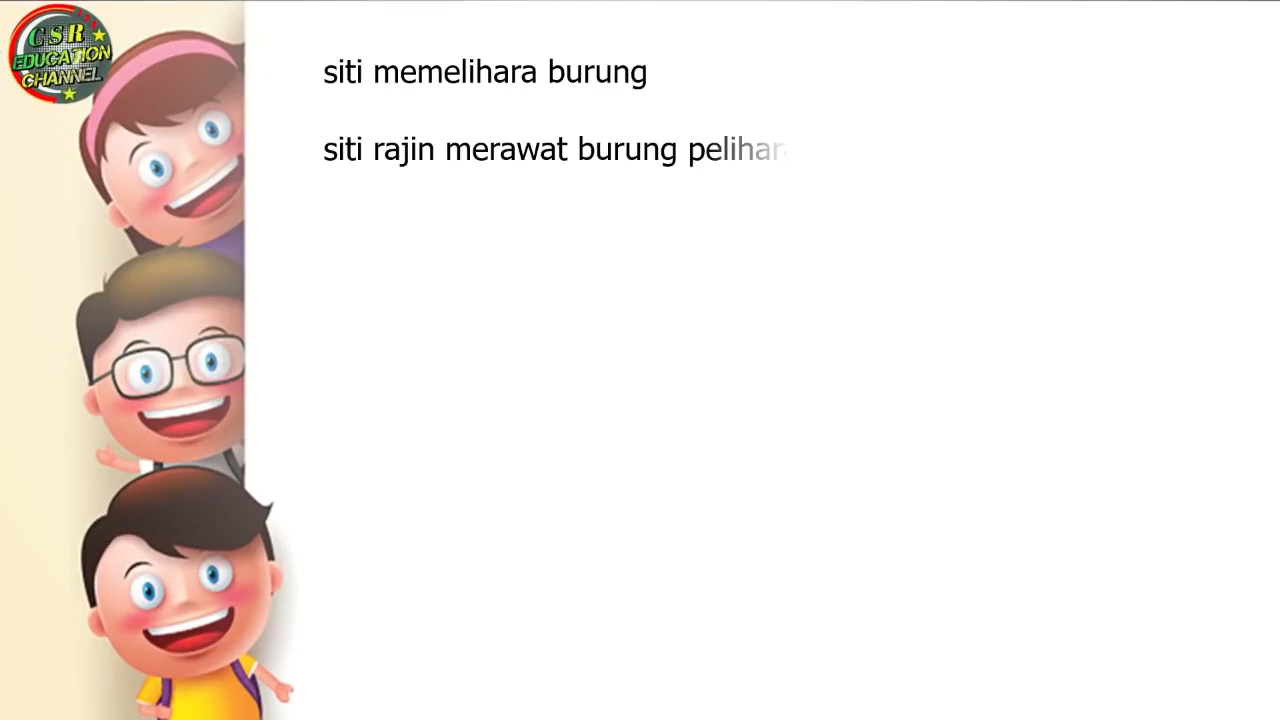 CSR
EDUCATION
CHANNEL
siti memelihara burung
siti rajin merawat burung